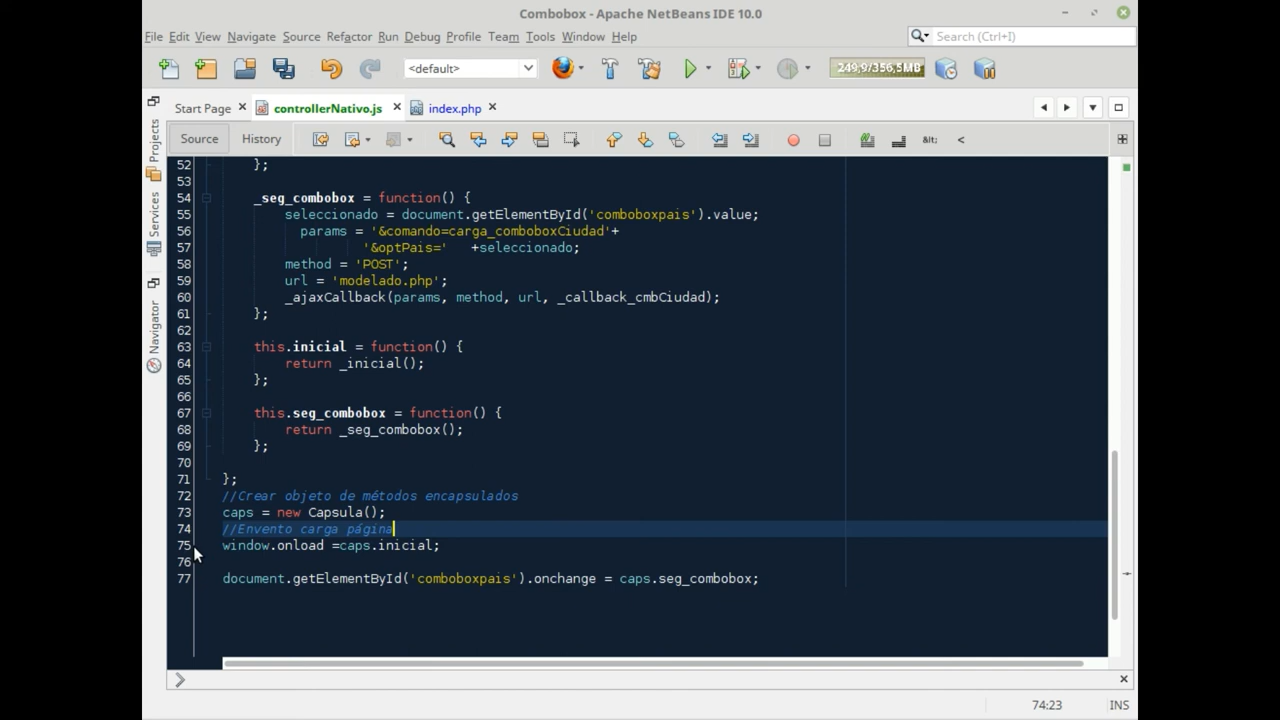 Combobox - Apache NetBeans IDE 10.0
File Edit View Navigate Source Refactor Run Debug Profile Team Tools Window Help
Search (Ctrl+I)
<default>
249,9/356,5MB
Start Page controllerNativo.js index.php
Source History
&lt: <
Projects
Services
Navigator
52 };
53
54 _seg_combobox = function() {
55 seleccionado = document.getElementById('comboboxpais').value;
56 params = '&comando=carga_comboboxCiudad'+
57 '&optPais=' +seleccionado;
58 method = 'POST';
59 url = 'modelado.php';
60 _ajaxCallback(params, method, url, _callback_cmbCiudad);
61 };
62
63 this.inicial = function() {
64 return _inicial();
65 };
66
67 this.seg_combobox = function() {
68 return _seg_combobox();
69 };
70
71 };
72 //Crear objeto de métodos encapsulados
73 caps = new Capsula();
74 //Envento carga página
75 window.onload =caps.inicial;
76
77 document.getElementById('comboboxpais').onchange = caps.seg_combobox;
74:23 INS